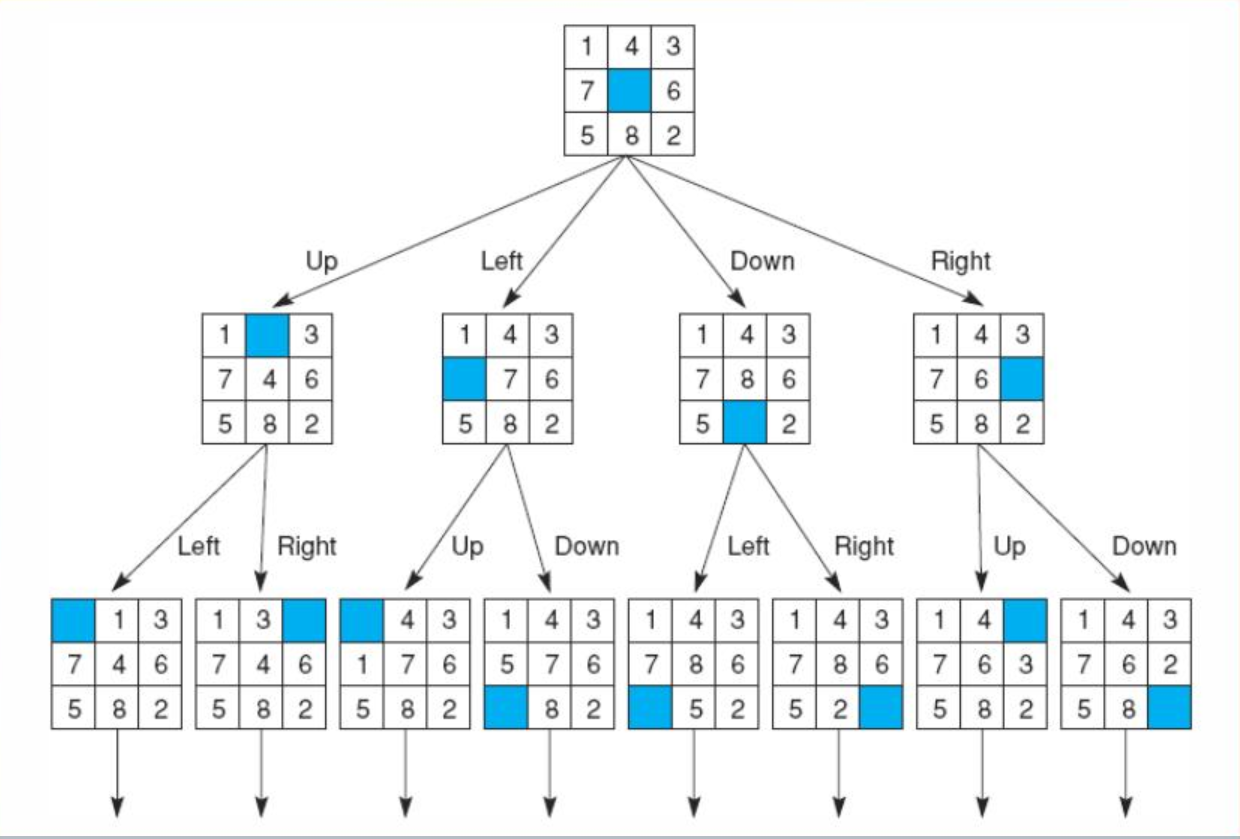 1 4 3
7 6
5 8 2
Up Left Down Right
1 3 1 4 3 1 4 3 1 4 3
7 4 6 7 6 7 8 6 7 6
5 8 2 5 8 2 5 2 5 8 2
Left Right Up Down Left Right Up Down
1 3 1 3 4 3 1 4 3 1 4 3 1 4 3 1 4 1 4 3
7 4 6 7 4 6 1 7 6 5 7 6 7 8 6 7 8 6 7 6 3 7 6 2
5 8 2 5 8 2 5 8 2 8 2 5 2 5 2 5 8 2 5 8